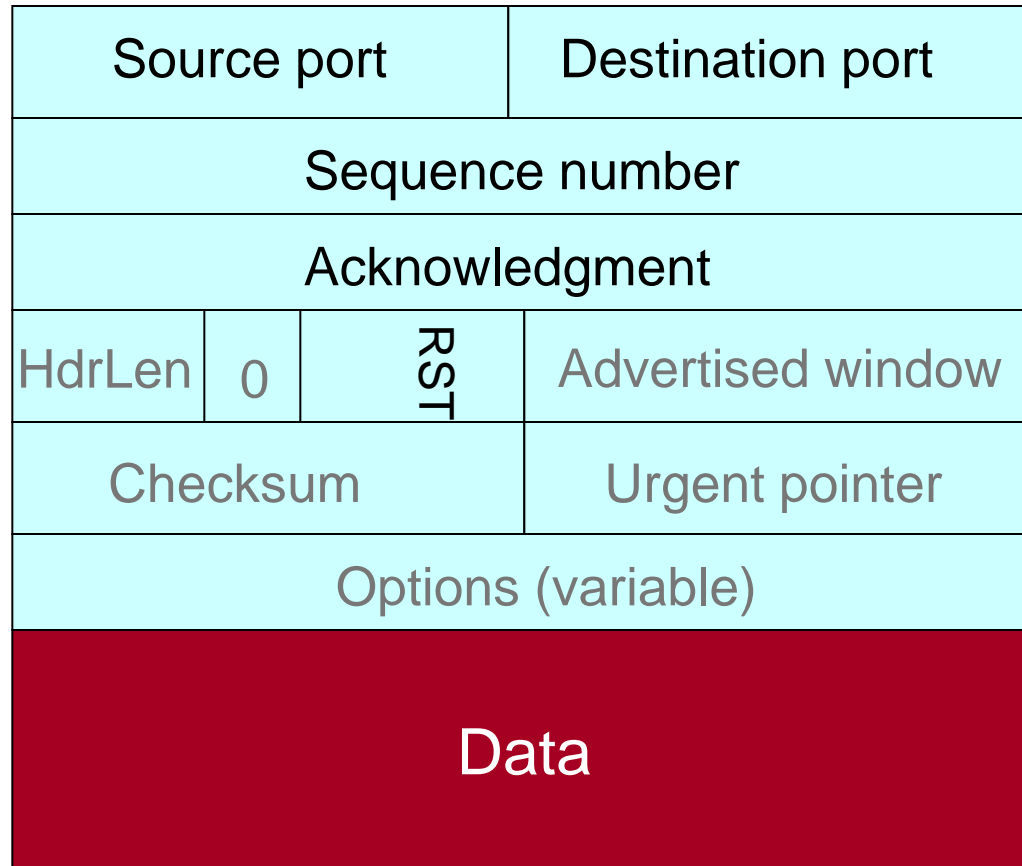 Source port Destination port
Sequence number
Acknowledgment
HdrLen 0 RST Advertised window
Checksum Urgent pointer
Options (variable)
Data